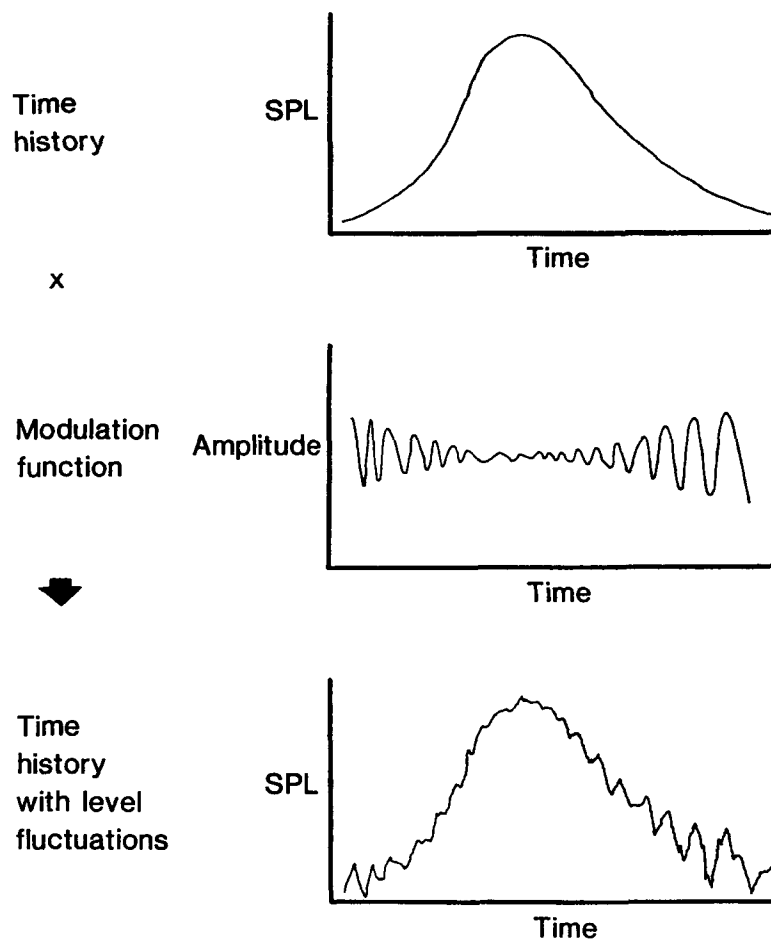 Time
history
SPL
Time
x
Modulation
function
Amplitude
Time
Time
history
with level
fluctuations
SPL
Time